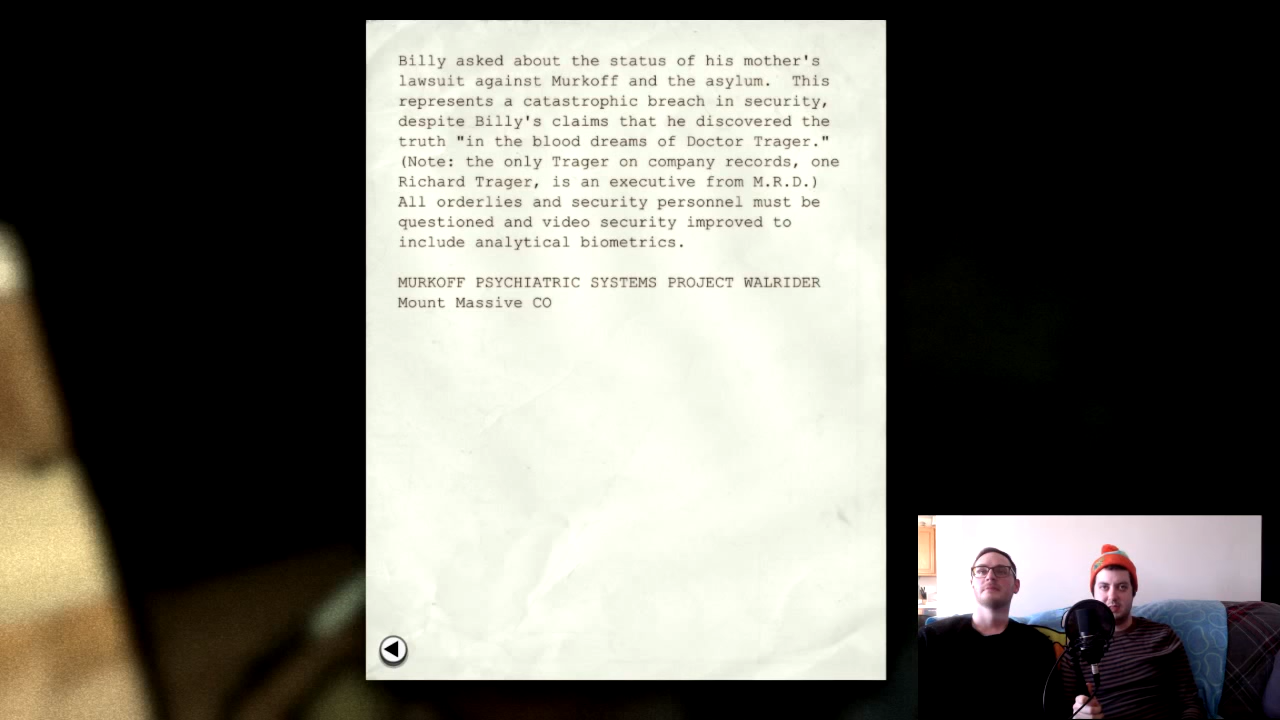 Billy asked about the status of his mother's
lawsuit against Murkoff and the asylum.  This
represents a catastrophic breach in security,
despite Billy's claims that he discovered the
truth "in the blood dreams of Doctor Trager."
(Note: the only Trager on company records, one
Richard Trager, is an executive from M.R.D.)
All orderlies and security personnel must be
questioned and video security improved to
include analytical biometrics.

MURKOFF PSYCHIATRIC SYSTEMS PROJECT WALRIDER
Mount Massive CO